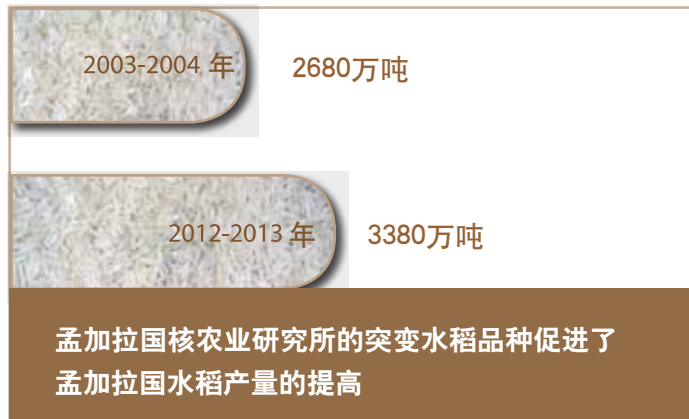 2003-2004 年 2680万吨
2012-2013 年 3380万吨
孟加拉国核农业研究所的突变水稻品种促进了
孟加拉国水稻产量的提高